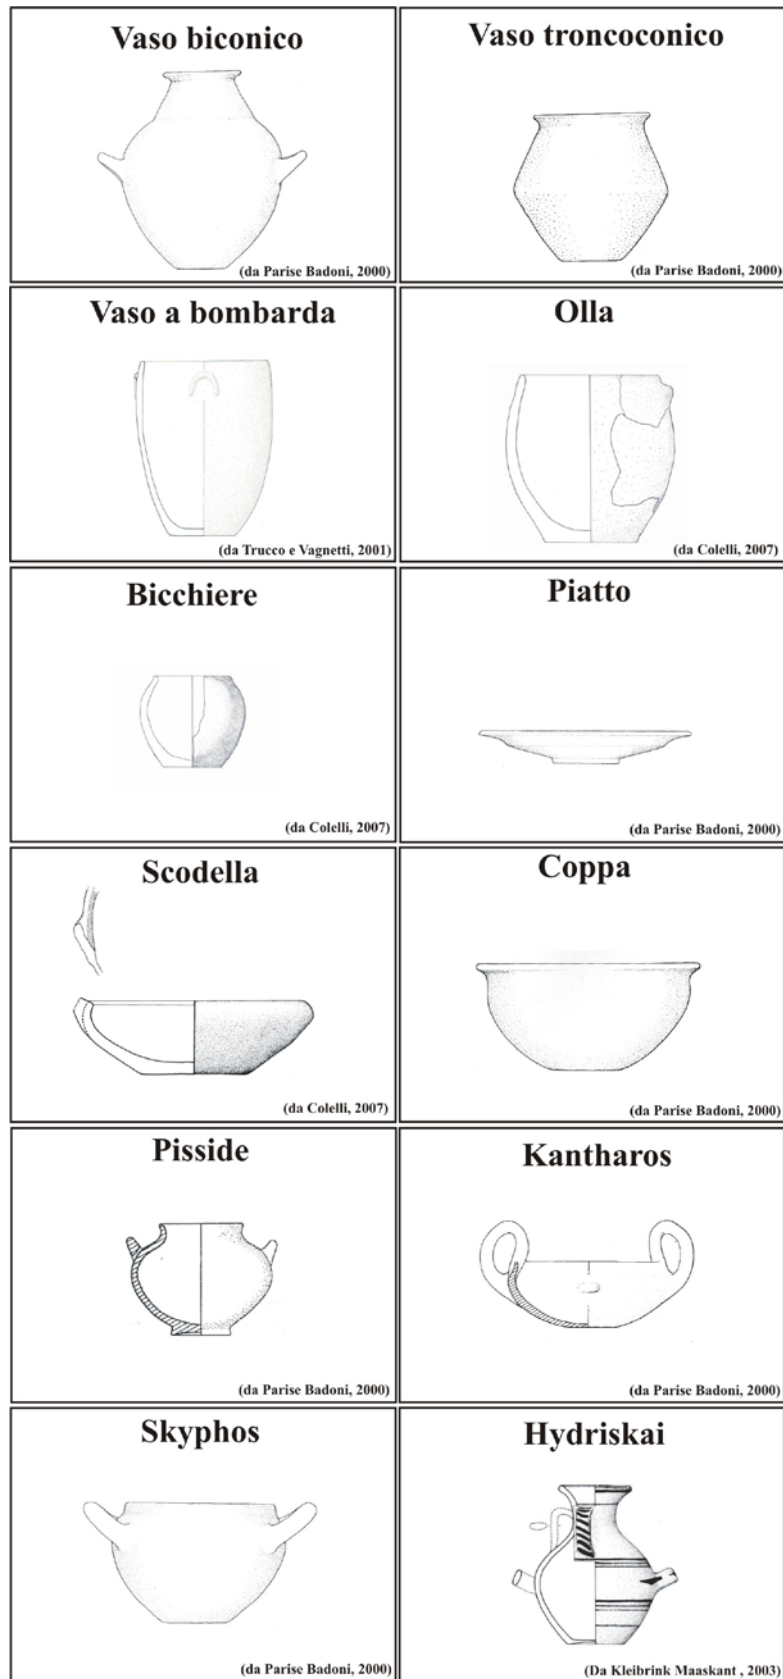 Vaso biconico
(da Parise Badoni, 2000)
Vaso troncoconico
(da Parise Badoni, 2000)
Vaso a bombarda
(da Trucco e Vagnetti, 2001)
Olla
(da Colelli, 2007)
Bicchiere
(da Colelli, 2007)
Piatto
(da Parise Badoni, 2000)
Scodella
(da Colelli, 2007)
Coppa
(da Parise Badoni, 2000)
Pisside
(da Parise Badoni, 2000)
Kantharos
(da Parise Badoni, 2000)
Skyphos
(da Parise Badoni, 2000)
Hydriskai
(Da Kleibrink Maaskant , 2003)